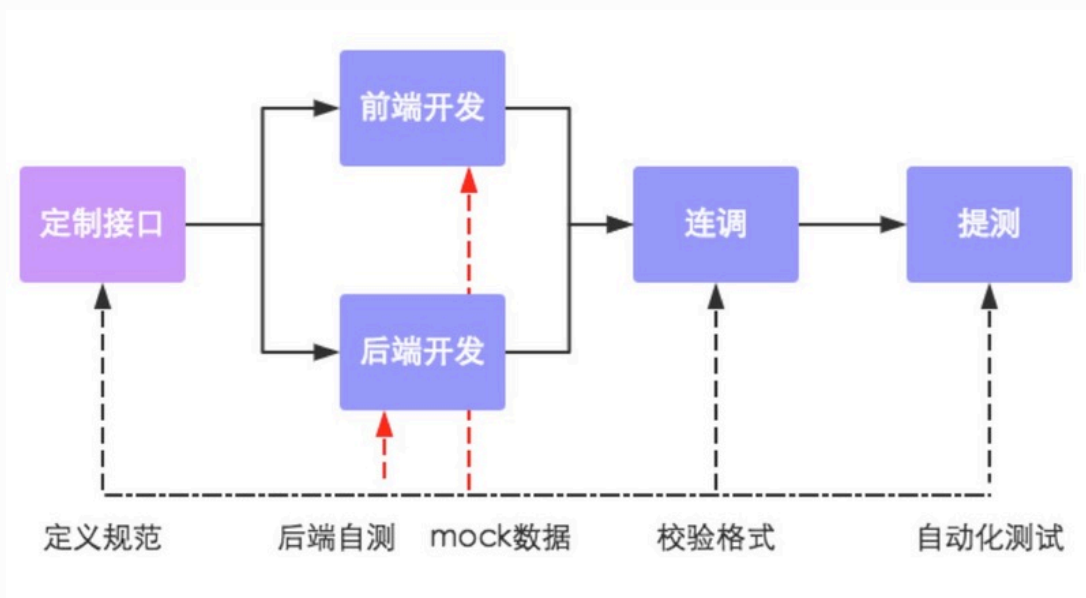 前端开发
定制接口
连调
提测
后端开发
定义规范
后端自测
mock数据
校验格式
自动化测试